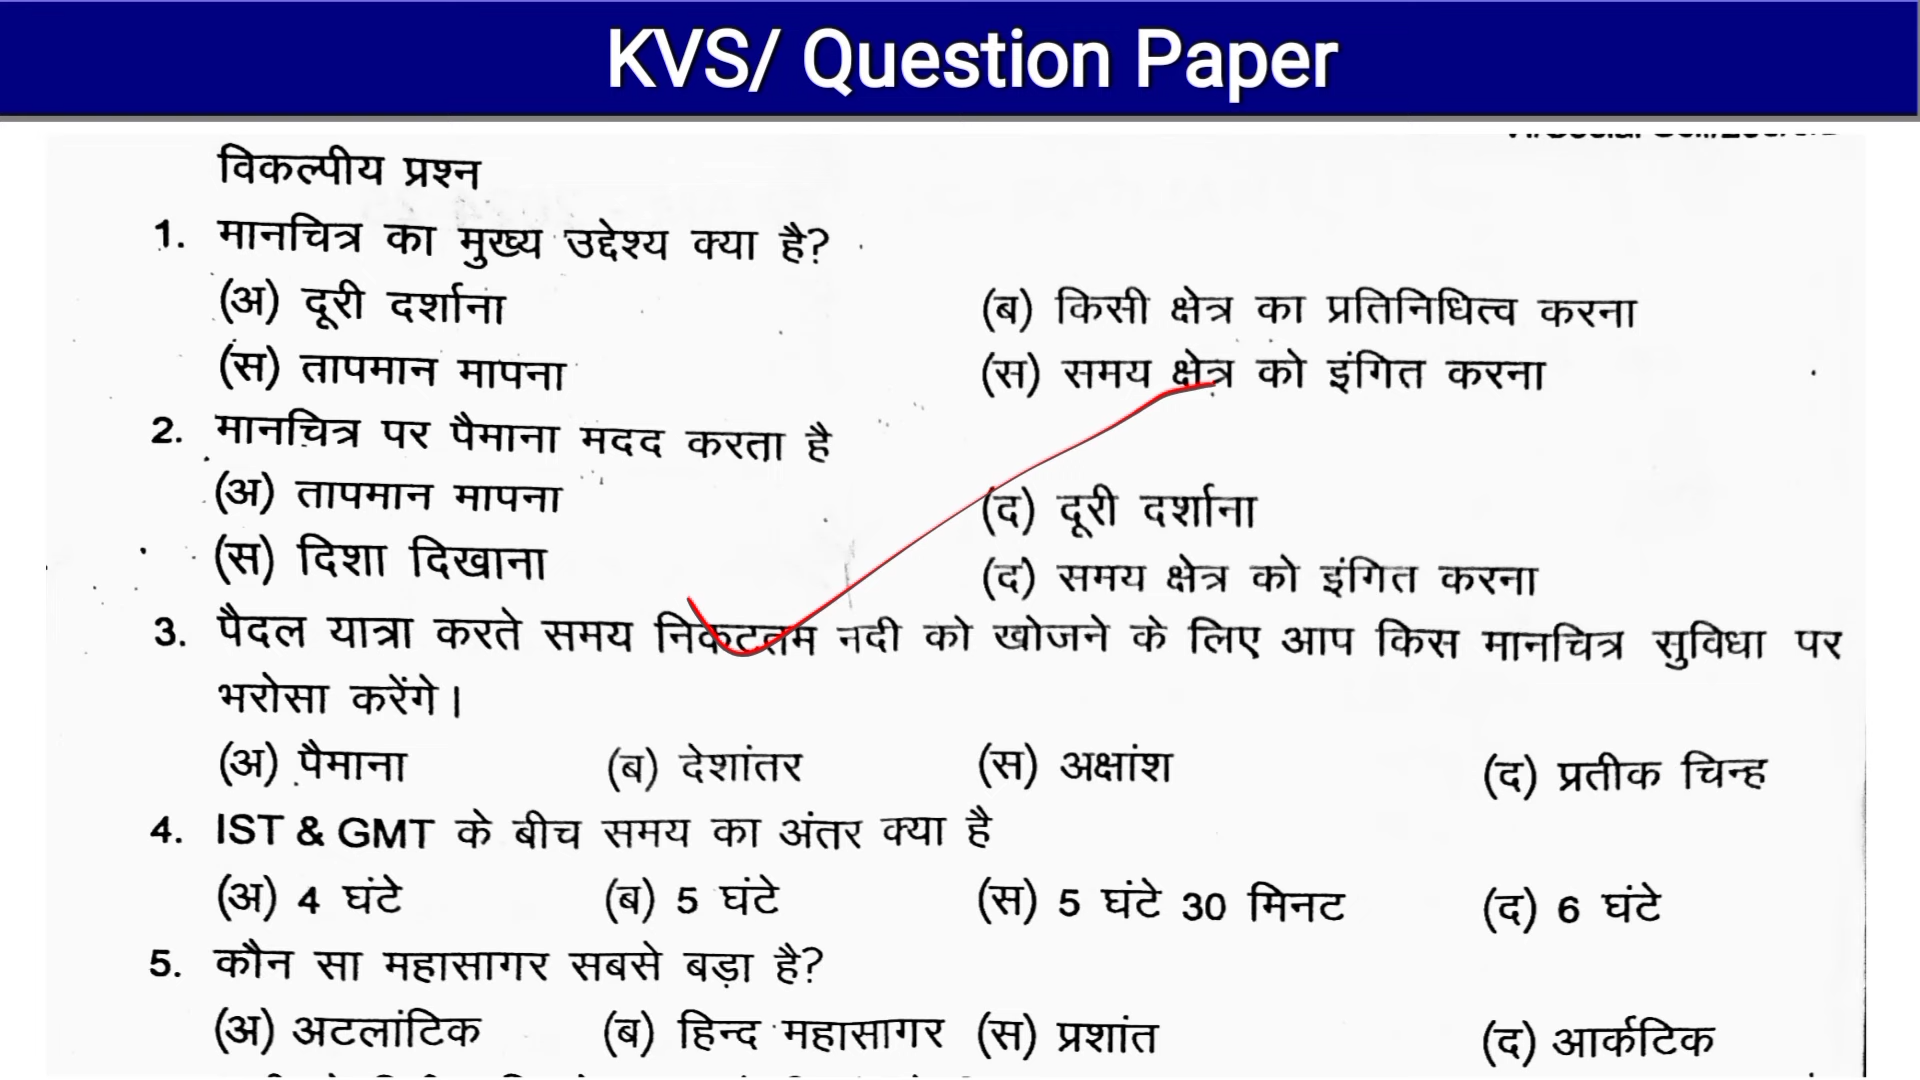 KVS/ Question Paper
विकल्पीय प्रश्न
1. मानचित्र का मुख्य उद्देश्य क्या है?
(अ) दूरी दर्शाना (ब) किसी क्षेत्र का प्रतिनिधित्व करना
(स) तापमान मापना (स) समय क्षेत्र को इंगित करना
2. मानचित्र पर पैमाना मदद करता है
(अ) तापमान मापना (द) दूरी दर्शाना
(स) दिशा दिखाना (द) समय क्षेत्र को इंगित करना
3. पैदल यात्रा करते समय निकटतम नदी को खोजने के लिए आप किस मानचित्र सुविधा पर
भरोसा करेंगे।
(अ) पैमाना (ब) देशांतर (स) अक्षांश (द) प्रतीक चिन्ह
4. IST & GMT के बीच समय का अंतर क्या है
(अ) 4 घंटे (ब) 5 घंटे (स) 5 घंटे 30 मिनट (द) 6 घंटे
5. कौन सा महासागर सबसे बड़ा है?
(अ) अटलांटिक (ब) हिन्द महासागर (स) प्रशांत (द) आर्कटिक